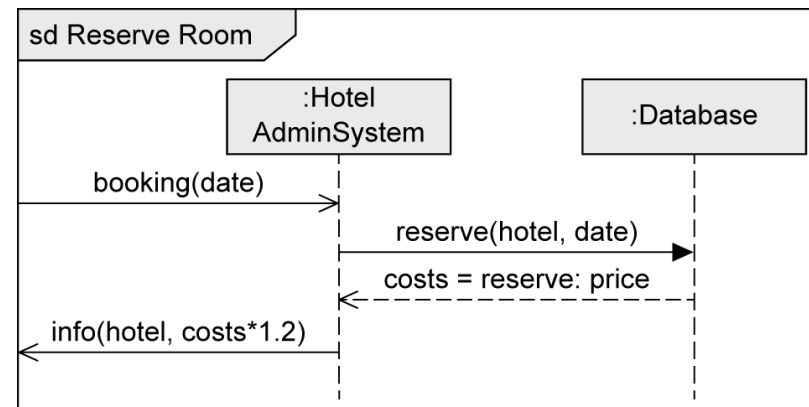 sd Reserve Room
:Hotel
AdminSystem
:Database
booking(date)
reserve(hotel, date)
costs = reserve: price
info(hotel, costs*1.2)